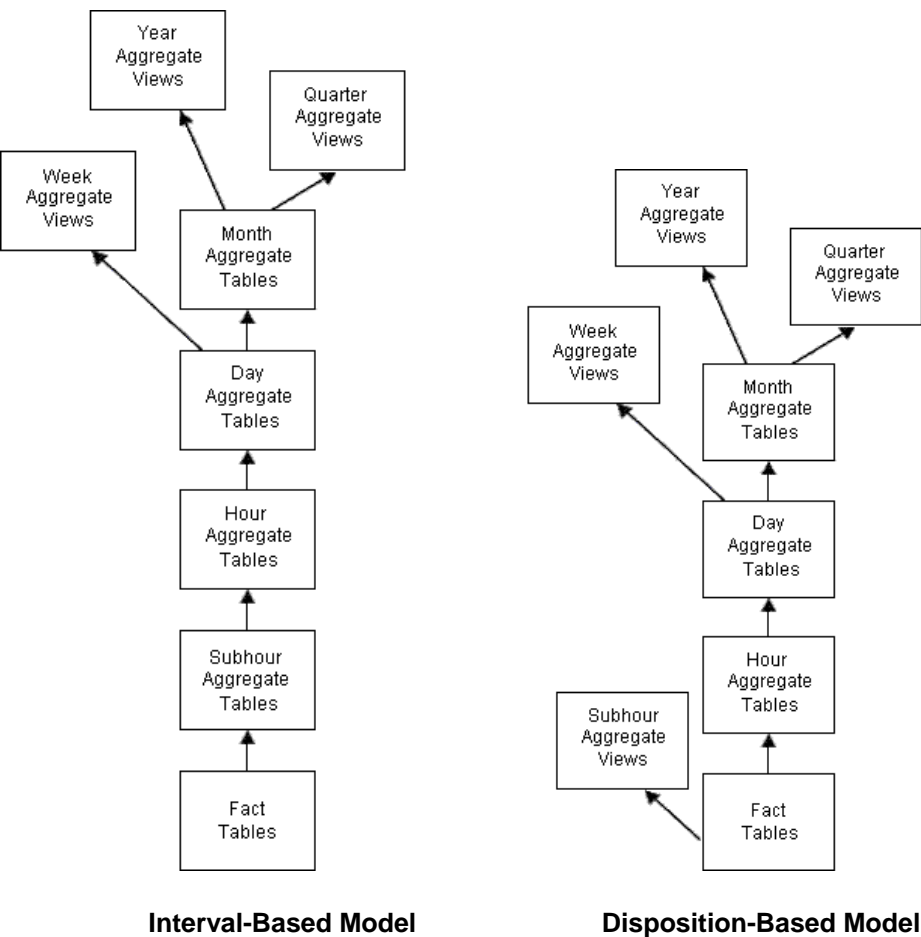 Year
Aggregate
Views
Quarter
Aggregate
Views
Week
Aggregate
Views
Month
Aggregate
Tables
Day
Aggregate
Tables
Hour
Aggregate
Tables
Subhour
Aggregate
Tables
Fact
Tables
Interval-Based Model
Year
Aggregate
Views
Quarter
Aggregate
Views
Week
Aggregate
Views
Month
Aggregate
Tables
Day
Aggregate
Tables
Hour
Aggregate
Tables
Subhour
Aggregate
Views
Fact
Tables
Disposition-Based Model